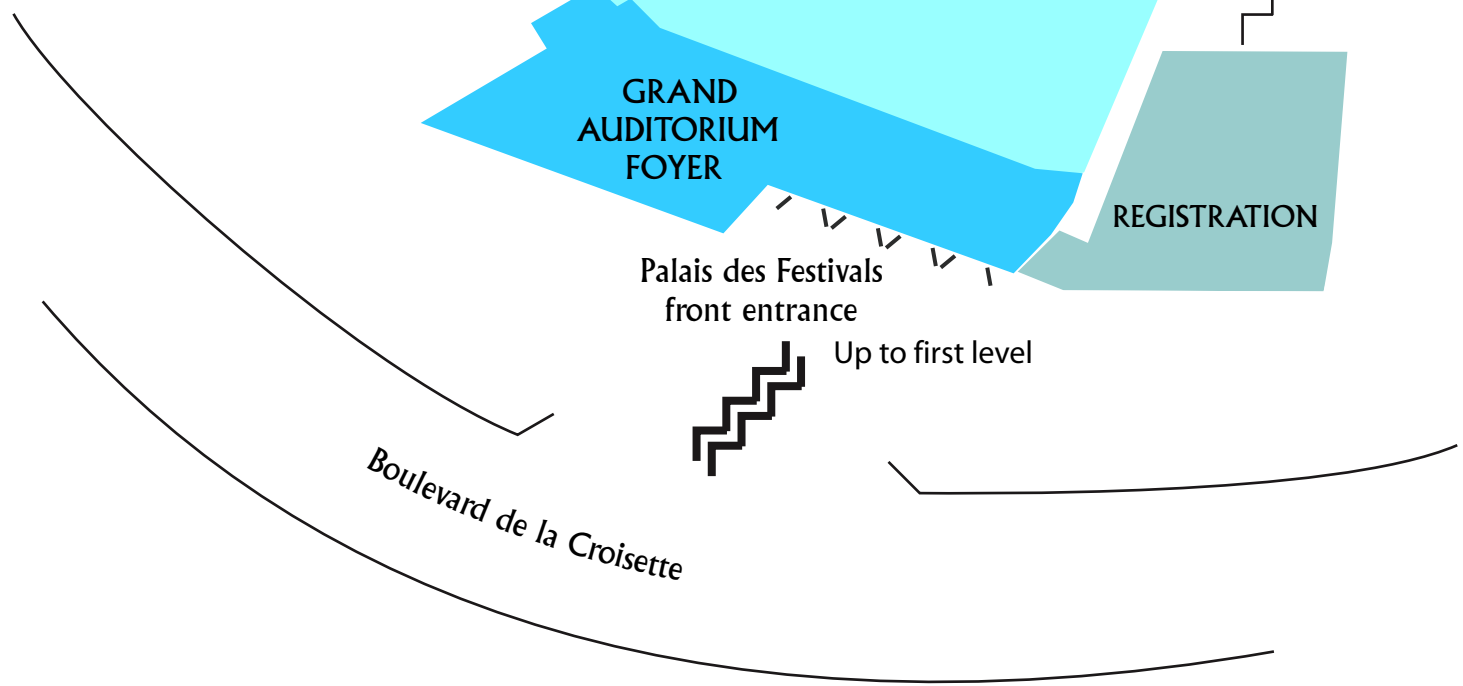 GRAND
AUDITORIUM
FOYER
REGISTRATION
Palais des Festivals
front entrance
Up to first level
Boulevard de la Croisette